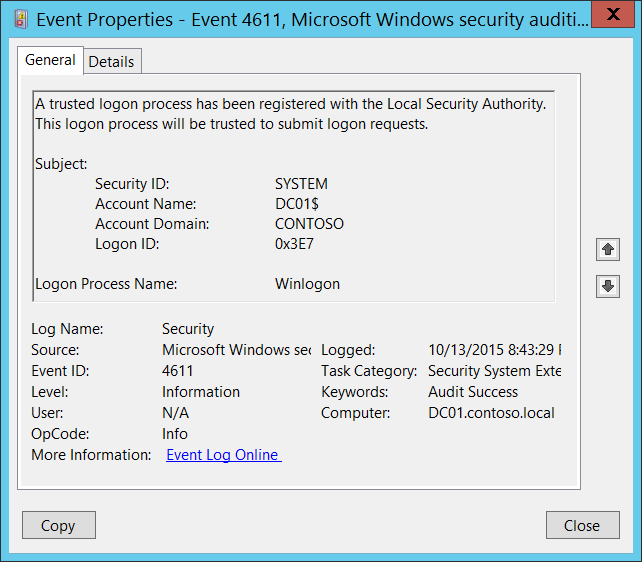 Event Properties - Event 4611, Microsoft Windows security auditi...
X
General Details
A trusted logon process has been registered with the Local Security Authority.
This logon process will be trusted to submit logon requests.
Subject:
Security ID: SYSTEM
Account Name: DC01$
Account Domain: CONTOSO
Logon ID: 0x3E7
Logon Process Name: Winlogon
Log Name: Security
Source: Microsoft Windows sec Logged: 10/13/2015 8:43:29
Event ID: 4611 Task Category: Security System Exte
Level: Information Keywords: Audit Success
User: N/A Computer: DC01.contoso.local
OpCode: Info
More Information: Event Log Online
Copy Close